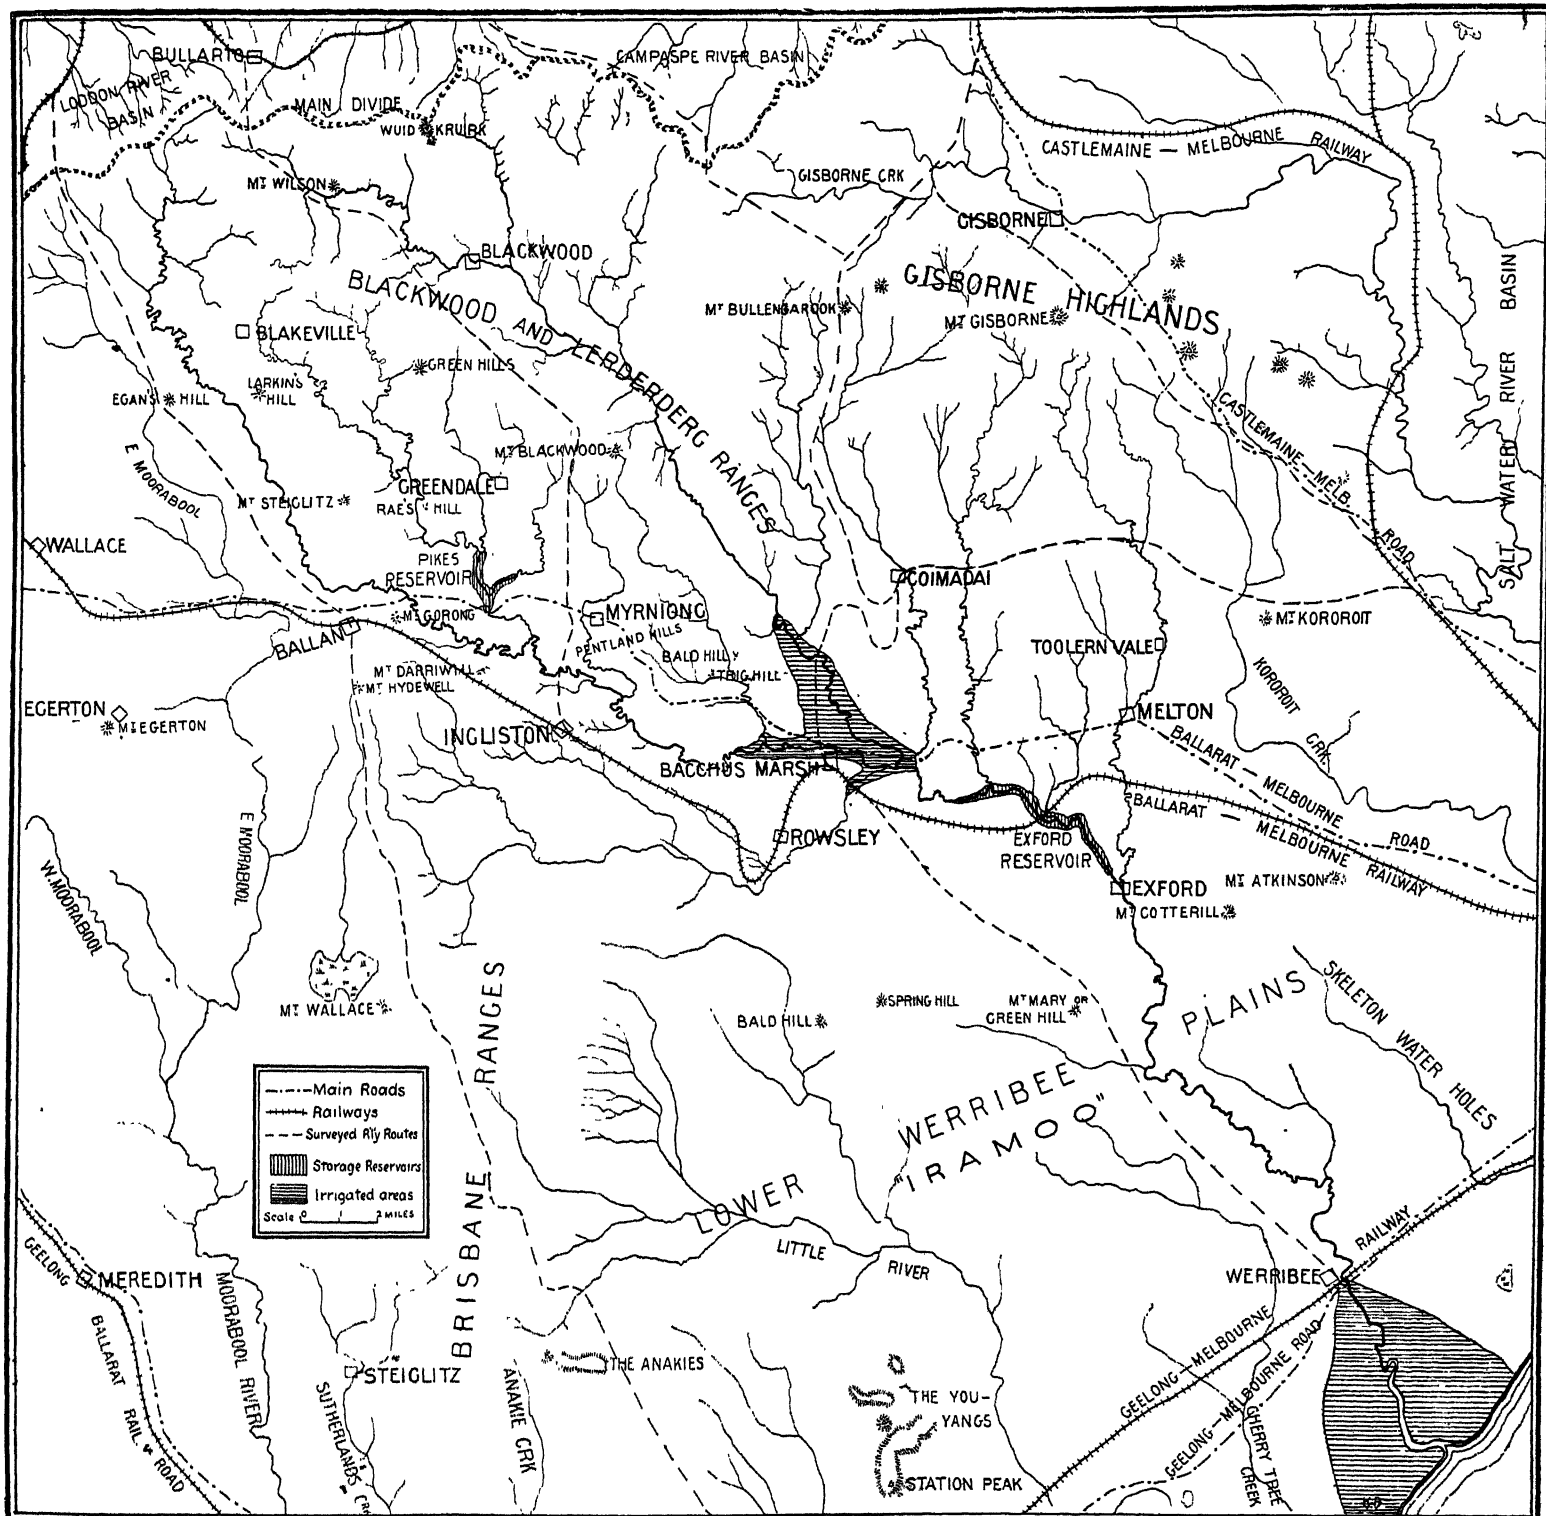 BULLARTO
CAMPASPE RIVER BASIN
LODDON RIVER
BASIN
MAIN DIVIDE
WUID KRUIRK
CASTLEMAINE — MELBOURNE RAILWAY
GISBORNE CRK
MT WILSON
GISBORNE
BLACKWOOD
BLACKWOOD AND LERDERDERG RANGES
GISBORNE HIGHLANDS
MT BULLENGAROOK
MT GISBORNE
SALT WATER RIVER BASIN
BLAKEVILLE
GREEN HILLS
LARKIN'S
HILL
EGANS HILL
CASTLEMAINE — MELB. ROAD
E MOORABOOL
MT BLACKWOOD
GREENDALE
MT STEIGLITZ
RAE'S HILL
WALLACE
PIKES
RESERVOIR
COIMADAI
MT GORONG
MYRNIONG
MT KOROROIT
BALLAN
PENTLAND HILLS
BALD HILL
TRIG HILL
TOOLERN VALE
MT DARRIWILL
MT HYDEWELL
KOROROIT
CRK.
EGERTON
MT EGERTON
INGLISTON
MELTON
BACCHUS MARSH
BALLARAT — MELBOURNE ROAD
BALLARAT — MELBOURNE RAILWAY
ROWSLEY
EXFORD
RESERVOIR
E MOORABOOL
W. MOORABOOL
EXFORD
MT ATKINSON
MT COTTERILL
MT WALLACE
BRISBANE RANGES
SPRING HILL
MT MARY OR
GREEN HILL
BALD HILL
SKELETON WATER HOLES
LOWER WERRIBEE PLAINS
"IRAMOO"
Main Roads
Railways
Surveyed Rly Routes
Storage Reservoirs
Irrigated areas
Scale 0 2 MILES
LITTLE RIVER
GEELONG
BALLARAT RAIL & ROAD
MEREDITH
MOORABOOL RIVER
WERRIBEE
GEELONG — MELBOURNE RAILWAY
GEELONG — MELBOURNE ROAD
STEIGLITZ
SUTHERLANDS CRK
ANAKIE CRK
THE ANAKIES
THE YOU-
YANGS
STATION PEAK
CHERRY TREE
CREEK